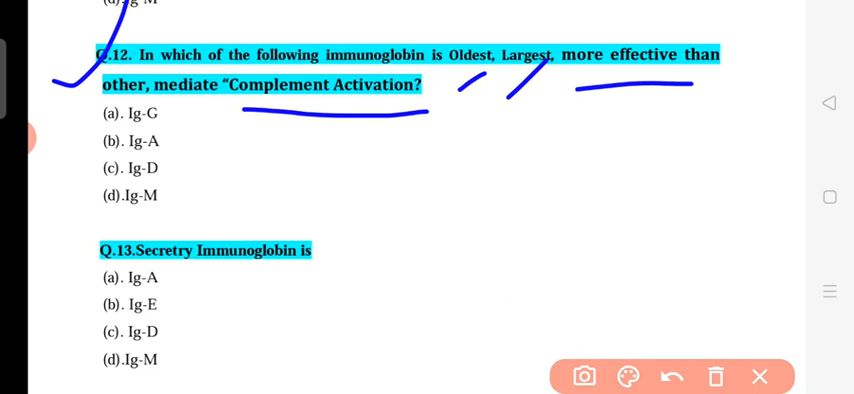 (d)Ig-M
Q.12. In which of the following immunoglobin is Oldest, Largest, more effective than
other, mediate “Complement Activation?
(a). Ig-G
(b). Ig-A
(c). Ig-D
(d).Ig-M
Q.13.Secretry Immunoglobin is
(a). Ig-A
(b). Ig-E
(c). Ig-D
(d).Ig-M